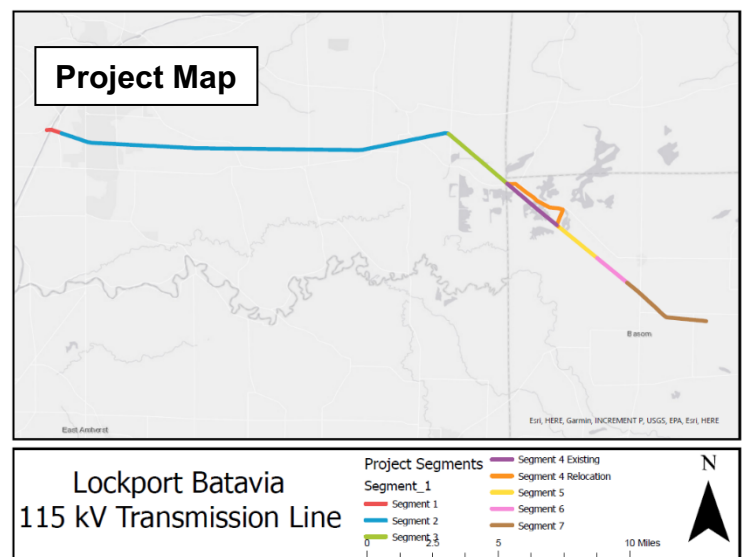 Project Map
Basom
Esri, HERE, Garmin, INCREMENT P, USGS, EPA, Esri, HERE
East Amherst
Lockport Batavia
115 kV Transmission Line
Project Segments
Segment_1
Segment 1
Segment 2
Segment 3
Segment 4 Existing
Segment 4 Relocation
Segment 5
Segment 6
Segment 7
N
0 2.5 5 10 Miles